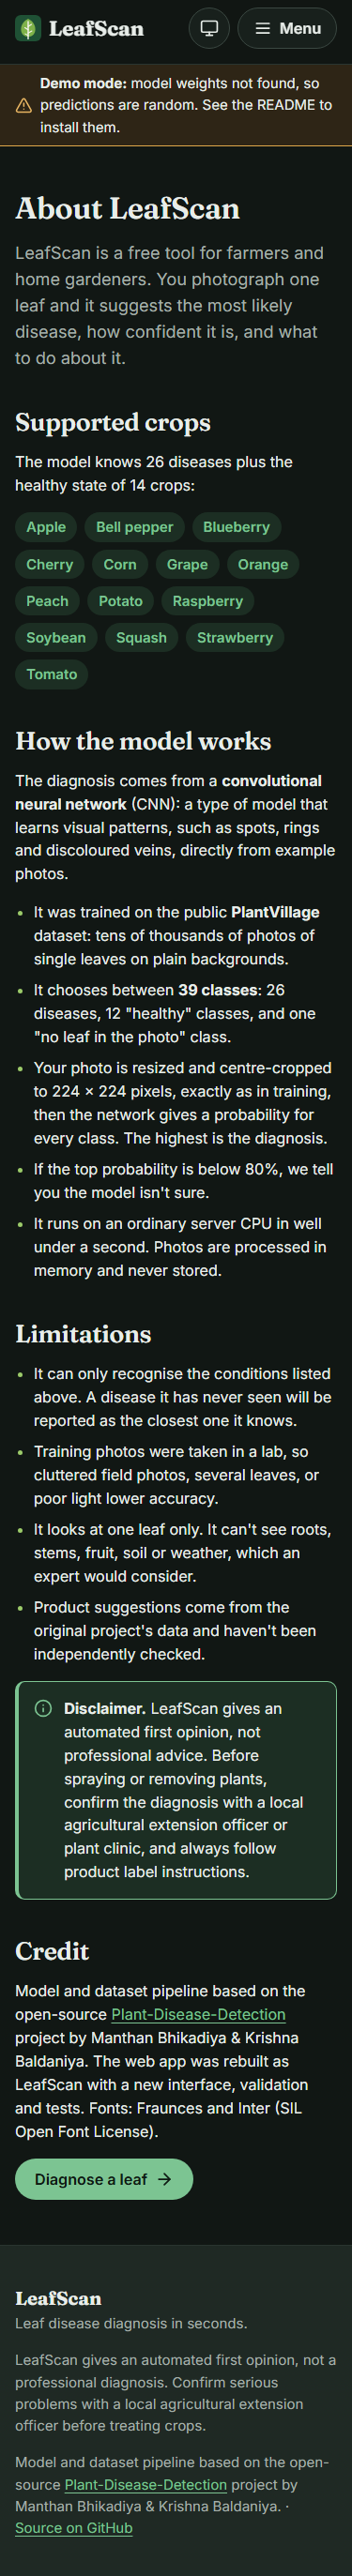 LeafScan
Menu
Demo mode: model weights not found, so
predictions are random. See the README to
install them.
About LeafScan
LeafScan is a free tool for farmers and
home gardeners. You photograph one
leaf and it suggests the most likely
disease, how confident it is, and what
to do about it.
Supported crops
The model knows 26 diseases plus the
healthy state of 14 crops:
Apple Bell pepper Blueberry
Cherry Corn Grape Orange
Peach Potato Raspberry
Soybean Squash Strawberry
Tomato
How the model works
The diagnosis comes from a convolutional
neural network (CNN): a type of model that
learns visual patterns, such as spots, rings
and discoloured veins, directly from example
photos.
• It was trained on the public PlantVillage
dataset: tens of thousands of photos of
single leaves on plain backgrounds.
• It chooses between 39 classes: 26
diseases, 12 "healthy" classes, and one
"no leaf in the photo" class.
• Your photo is resized and centre-cropped
to 224 × 224 pixels, exactly as in training,
then the network gives a probability for
every class. The highest is the diagnosis.
• If the top probability is below 80%, we tell
you the model isn't sure.
• It runs on an ordinary server CPU in well
under a second. Photos are processed in
memory and never stored.
Limitations
• It can only recognise the conditions listed
above. A disease it has never seen will be
reported as the closest one it knows.
• Training photos were taken in a lab, so
cluttered field photos, several leaves, or
poor light lower accuracy.
• It looks at one leaf only. It can't see roots,
stems, fruit, soil or weather, which an
expert would consider.
• Product suggestions come from the
original project's data and haven't been
independently checked.
Disclaimer. LeafScan gives an
automated first opinion, not
professional advice. Before
spraying or removing plants,
confirm the diagnosis with a local
agricultural extension officer or
plant clinic, and always follow
product label instructions.
Credit
Model and dataset pipeline based on the
open-source Plant-Disease-Detection
project by Manthan Bhikadiya & Krishna
Baldaniya. The web app was rebuilt as
LeafScan with a new interface, validation
and tests. Fonts: Fraunces and Inter (SIL
Open Font License).
Diagnose a leaf →
LeafScan
Leaf disease diagnosis in seconds.
LeafScan gives an automated first opinion, not a
professional diagnosis. Confirm serious
problems with a local agricultural extension
officer before treating crops.
Model and dataset pipeline based on the open-
source Plant-Disease-Detection project by
Manthan Bhikadiya & Krishna Baldaniya. ·
Source on GitHub